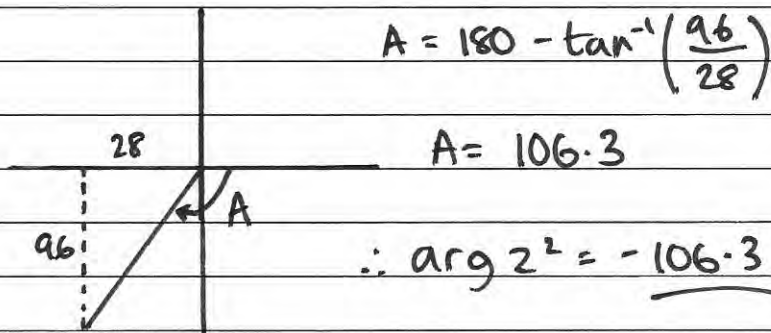 A = 180 - tan⁻¹(96/28)
28
A = 106.3
96
A
∴ arg z² = -106.3